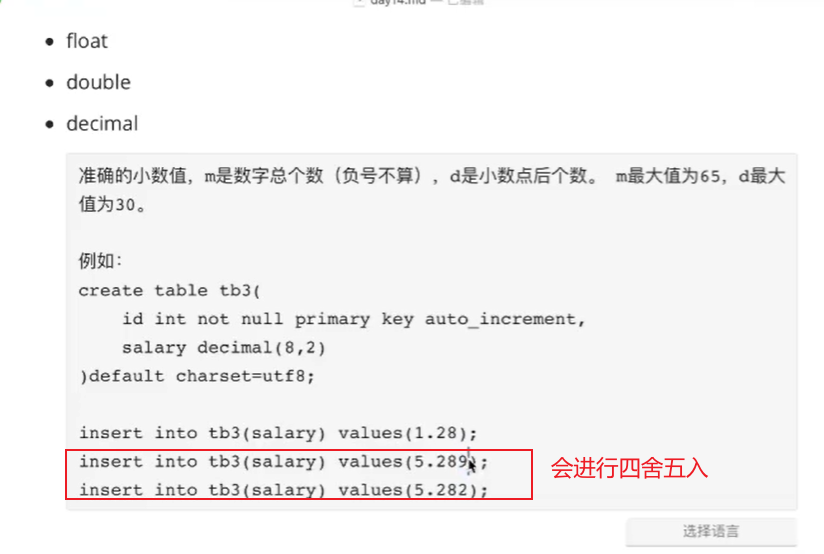 day14.md — 已编辑
float
double
decimal
准确的小数值，m是数字总个数（负号不算），d是小数点后个数。 m最大值为65，d最大
值为30。
例如：
create table tb3(
id int not null primary key auto_increment,
salary decimal(8,2)
)default charset=utf8;
insert into tb3(salary) values(1.28);
insert into tb3(salary) values(5.289);
insert into tb3(salary) values(5.282);
会进行四舍五入
选择语言